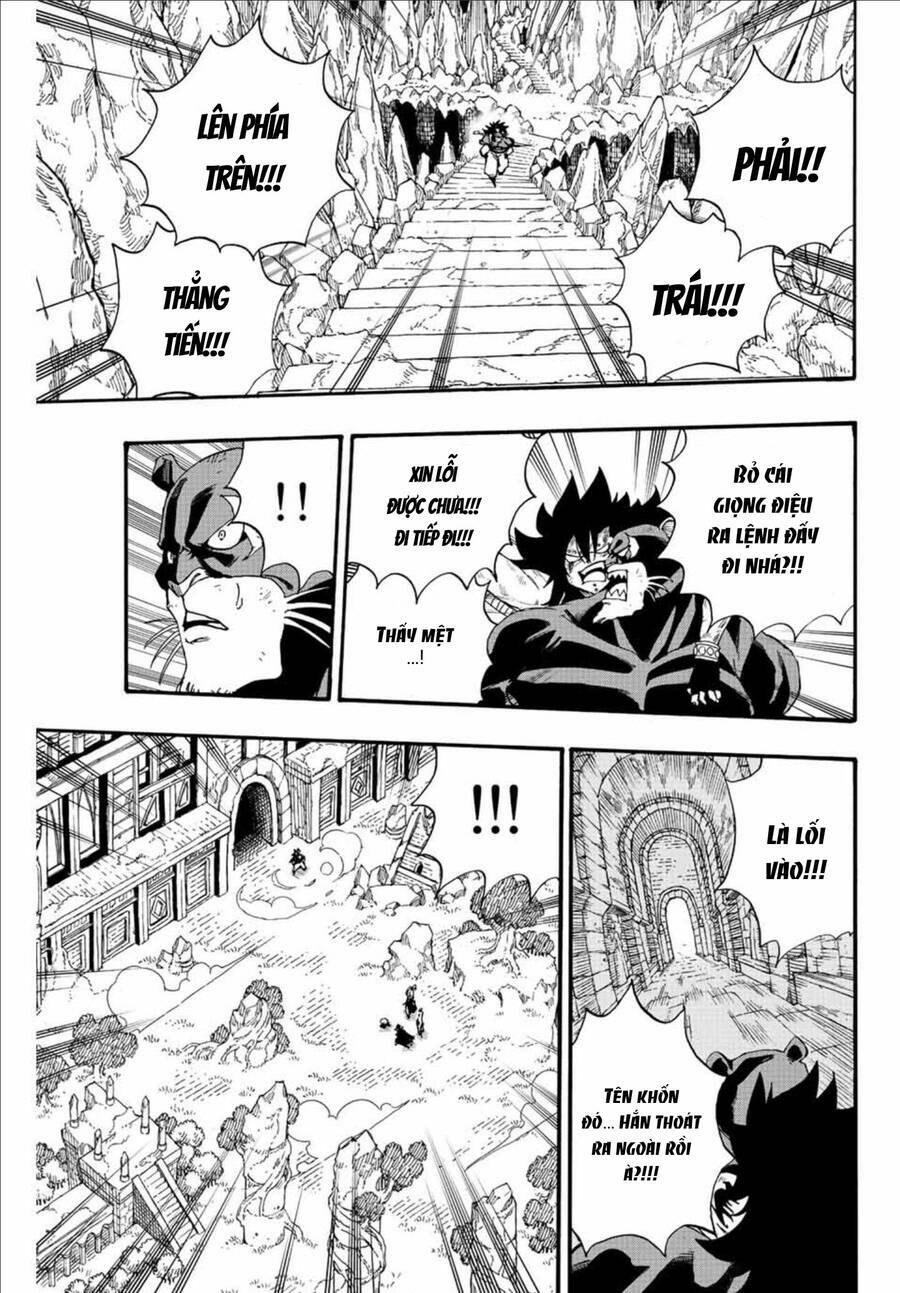 PHẢI!!
TRÁI!!!
LÊN PHÍA
TRÊN!!!
THẲNG
TIẾN!!!
BỎ CÁI
GIỌNG ĐIỆU
RA LỆNH ĐẤY
ĐI NHÁ?!!
XIN LỖI
ĐƯỢC CHƯA!!!
ĐI TIẾP ĐI!!!
THẤY MỆT
...!
!!
LÀ LỐI
VÀO!!!
TÊN KHỐN
ĐÓ... HẮN THOÁT
RA NGOÀI RỒI
À?!!!
!!!